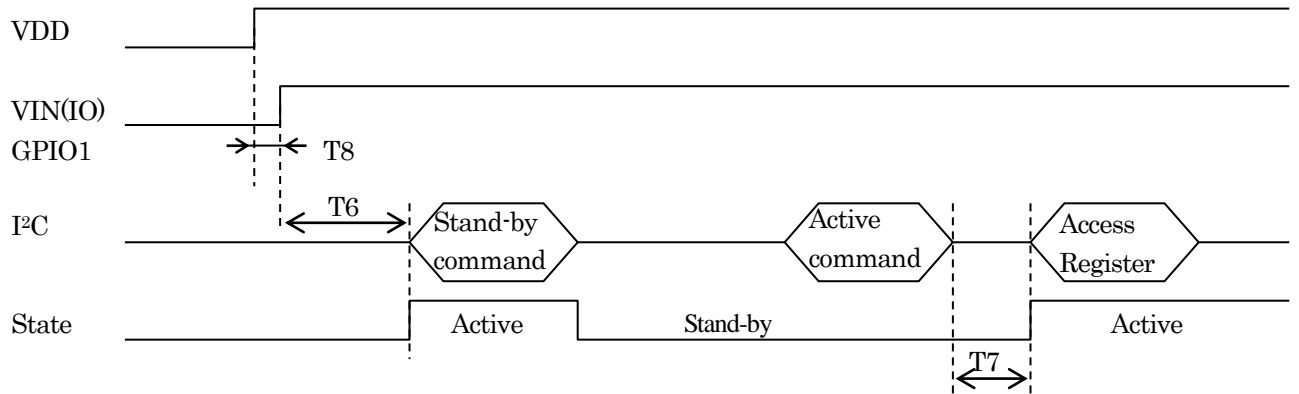 VDD
VIN(IO)
GPIO1
T8
T6
I²C
Stand-by
command
Active
command
Access
Register
State
Active
Stand-by
Active
T7